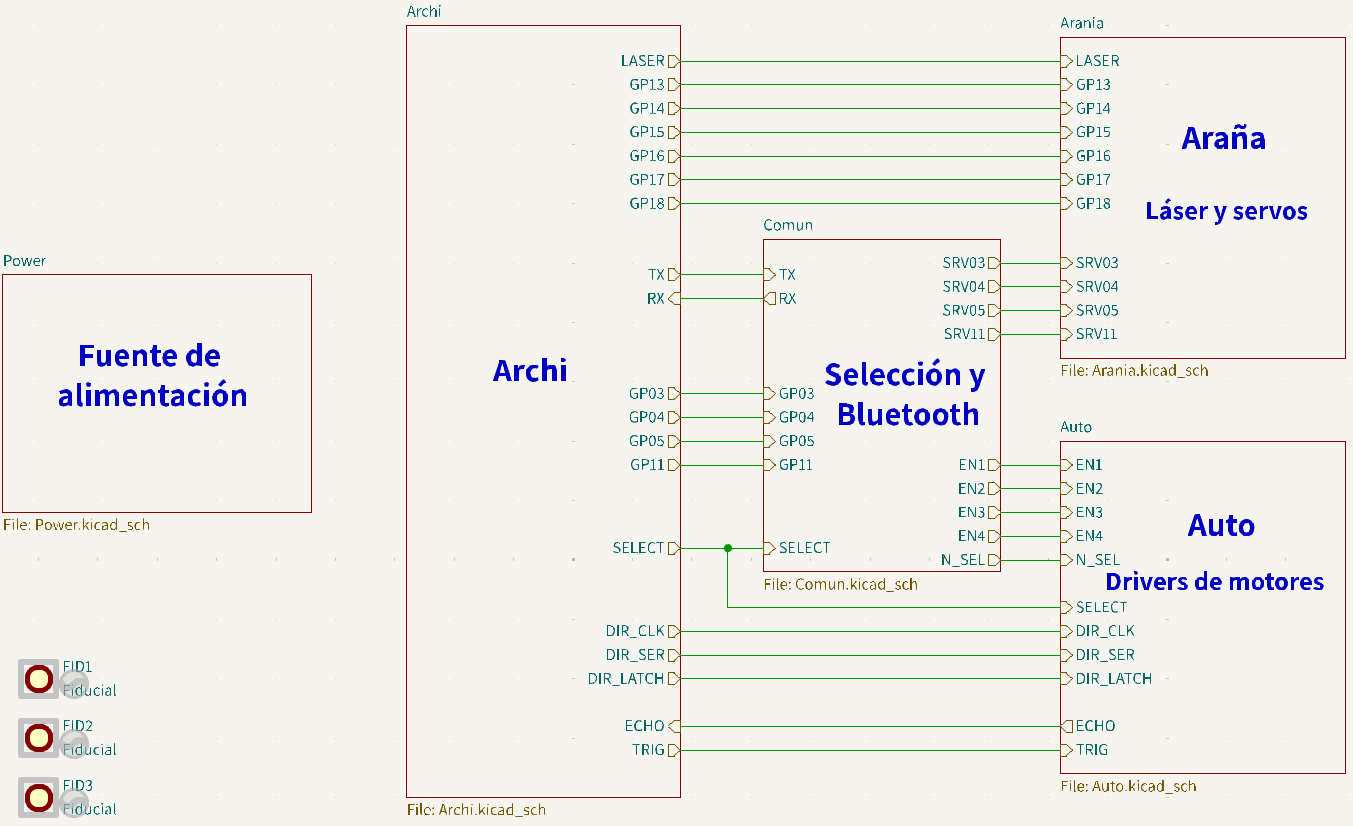 Power
Fuente de
alimentación
File: Power.kicad_sch
FID1
Fiducial
FID2
Fiducial
FID3
Fiducial
Archi
LASER
GP13
GP14
GP15
GP16
GP17
GP18
TX
RX
Archi
GP03
GP04
GP05
GP11
SELECT
DIR_CLK
DIR_SER
DIR_LATCH
ECHO
TRIG
File: Archi.kicad_sch
Comun
TX
RX
SRV03
SRV04
SRV05
SRV11
Selección y
Bluetooth
GP03
GP04
GP05
GP11
EN1
EN2
EN3
EN4
SELECT
N_SEL
File: Comun.kicad_sch
Arania
LASER
GP13
GP14
GP15
GP16
GP17
GP18
Araña
Láser y servos
SRV03
SRV04
SRV05
SRV11
File: Arania.kicad_sch
Auto
EN1
EN2
EN3
EN4
N_SEL
Auto
Drivers de motores
SELECT
DIR_CLK
DIR_SER
DIR_LATCH
ECHO
TRIG
File: Auto.kicad_sch